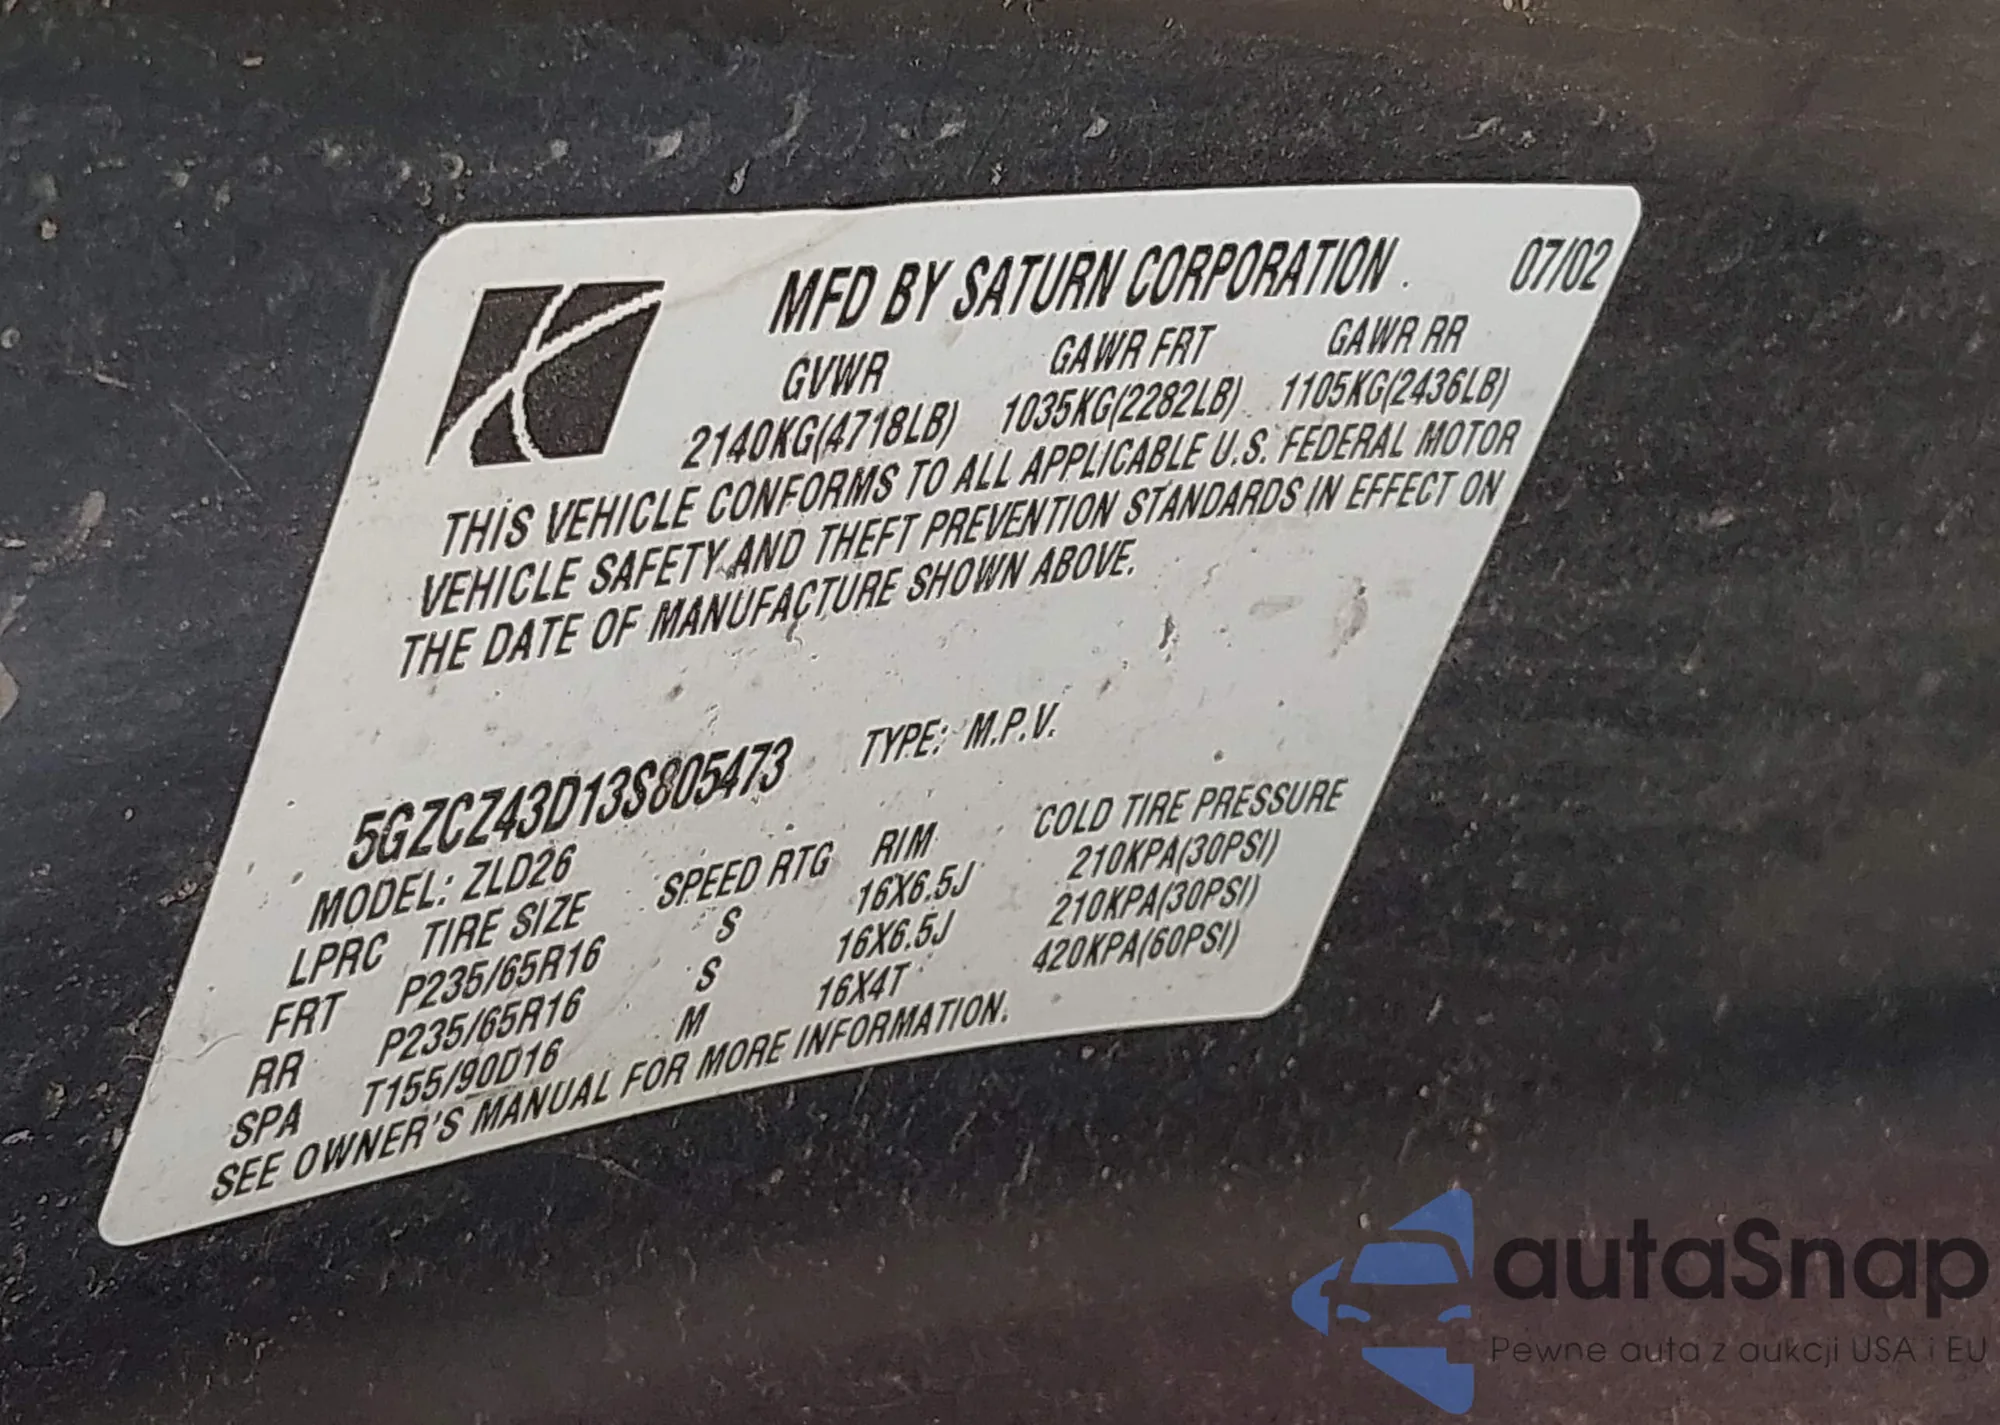 MFD BY SATURN CORPORATION 07/02
GVWR GAWR FRT GAWR RR
2140KG(4718LB) 1035KG(2282LB) 1105KG(2436LB)
THIS VEHICLE CONFORMS TO ALL APPLICABLE U.S. FEDERAL MOTOR
VEHICLE SAFETY AND THEFT PREVENTION STANDARDS IN EFFECT ON
THE DATE OF MANUFACTURE SHOWN ABOVE.
5GZCZ43D13S805473 TYPE: M.P.V.
MODEL: ZLD26
LPRC TIRE SIZE SPEED RTG RIM COLD TIRE PRESSURE
FRT P235/65R16 S 16X6.5J 210KPA(30PSI)
RR P235/65R16 S 16X6.5J 210KPA(30PSI)
SPA T155/90D16 M 16X4T 420KPA(60PSI)
SEE OWNER'S MANUAL FOR MORE INFORMATION.
autaSnap
Pewne auta z aukcji USA i EU